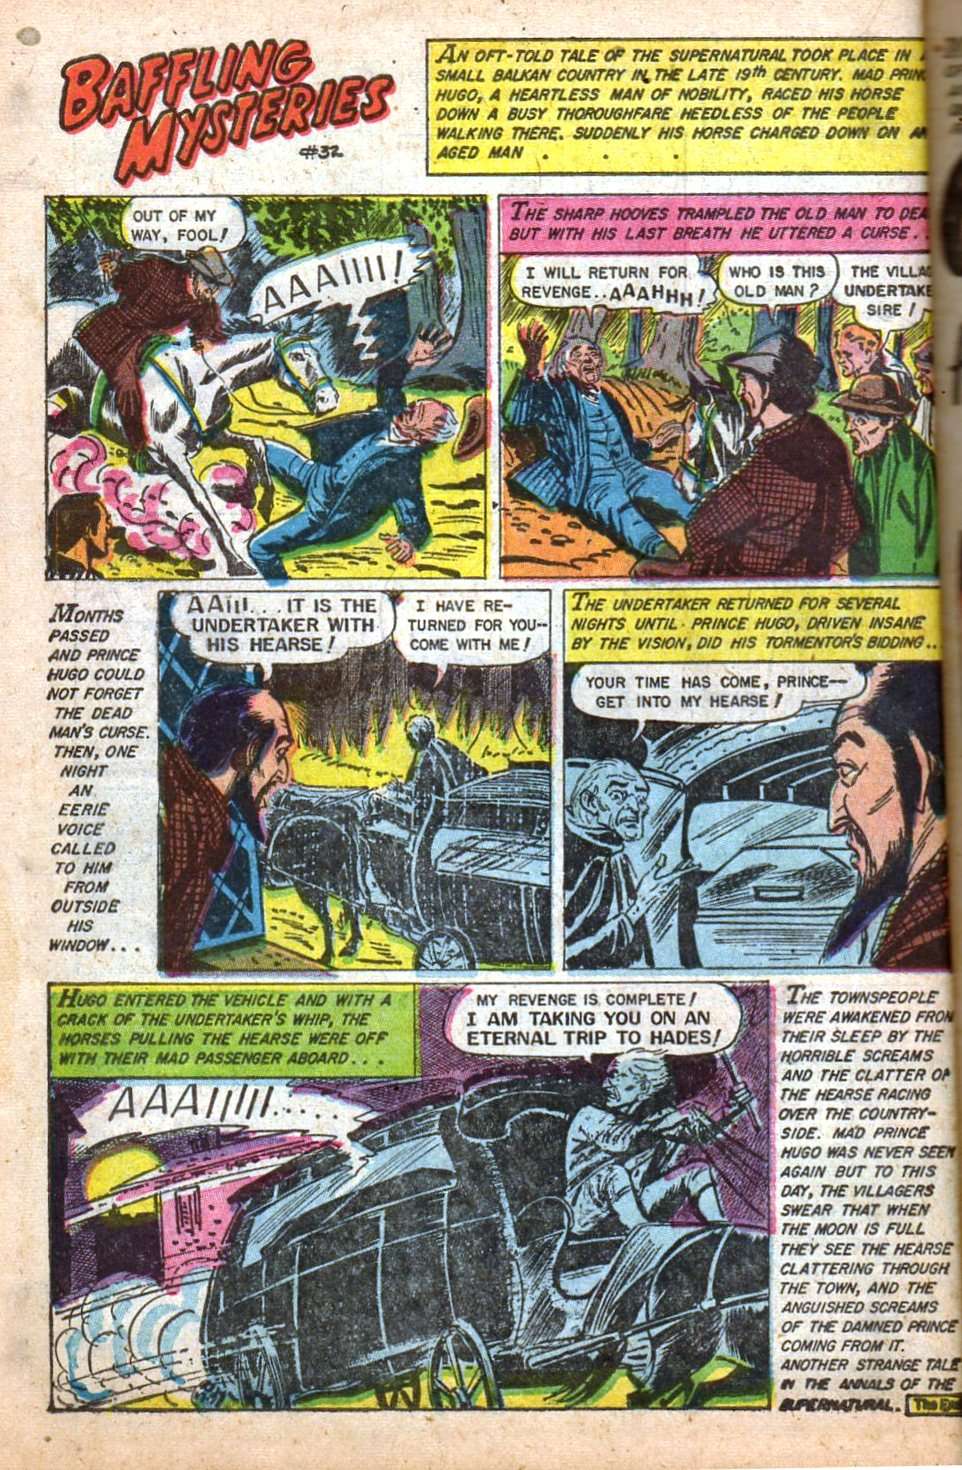 BAFFLING
MYSTERIES
#32
AN OFT-TOLD TALE OF THE SUPERNATURAL TOOK PLACE IN
SMALL BALKAN COUNTRY IN THE LATE 19th CENTURY. MAD
HUGO, A HEARTLESS MAN OF NOBILITY, RACED HIS HORSE
DOWN A BUSY THOROUGHFARE HEEDLESS OF THE PEOPLE
WALKING THERE. SUDDENLY HIS HORSE CHARGED DOWN ON
AGED MAN . . .
OUT OF MY
WAY, FOOL!
AAAIIII!
THE SHARP HOOVES TRAMPLED THE OLD MAN TO
BUT WITH HIS LAST BREATH HE UTTERED A CURSE . .
I WILL RETURN FOR
REVENGE..AAAHHH!
WHO IS THIS
OLD MAN?
THE
SIRE!
MONTHS
PASSED
AND PRINCE
HUGO COULD
NOT FORGET
THE DEAD
MAN'S CURSE.
THEN, ONE
NIGHT
AN
EERIE
VOICE
CALLED
TO HIM
FROM
OUTSIDE
HIS
WINDOW...
AAIII... IT IS THE
UNDERTAKER WITH
HIS HEARSE!
I HAVE RE-
TURNED FOR YOU--
COME WITH ME!
THE UNDERTAKER RETURNED FOR SEVERAL
NIGHTS UNTIL PRINCE HUGO, DRIVEN INSANE
BY THE VISION, DID HIS TORMENTOR'S BIDDING...
YOUR TIME HAS COME, PRINCE--
GET INTO MY HEARSE!
HUGO ENTERED THE VEHICLE AND WITH A
CRACK OF THE UNDERTAKER'S WHIP, THE
HORSES PULLING THE HEARSE WERE OFF
WITH THEIR MAD PASSENGER ABOARD...
MY REVENGE IS COMPLETE!
I AM TAKING YOU ON AN
ETERNAL TRIP TO HADES!
AAAIIIII.....
THE TOWNSPEOPLE
WERE AWAKENED FROM
THEIR SLEEP BY THE
HORRIBLE SCREAMS
AND THE CLATTER OF
THE HEARSE RACING
OVER THE COUNTRY-
SIDE. MAD PRINCE
HUGO WAS NEVER SEEN
AGAIN BUT TO THIS
DAY, THE VILLAGERS
SWEAR THAT WHEN
THE MOON IS FULL
THEY SEE THE HEARSE
CLATTERING THROUGH
THE TOWN, AND THE
ANGUISHED SCREAMS
OF THE DAMNED PRINCE
COMING FROM IT.
ANOTHER STRANGE TALE
IN THE ANNALS OF THE
SUPERNATURAL. The